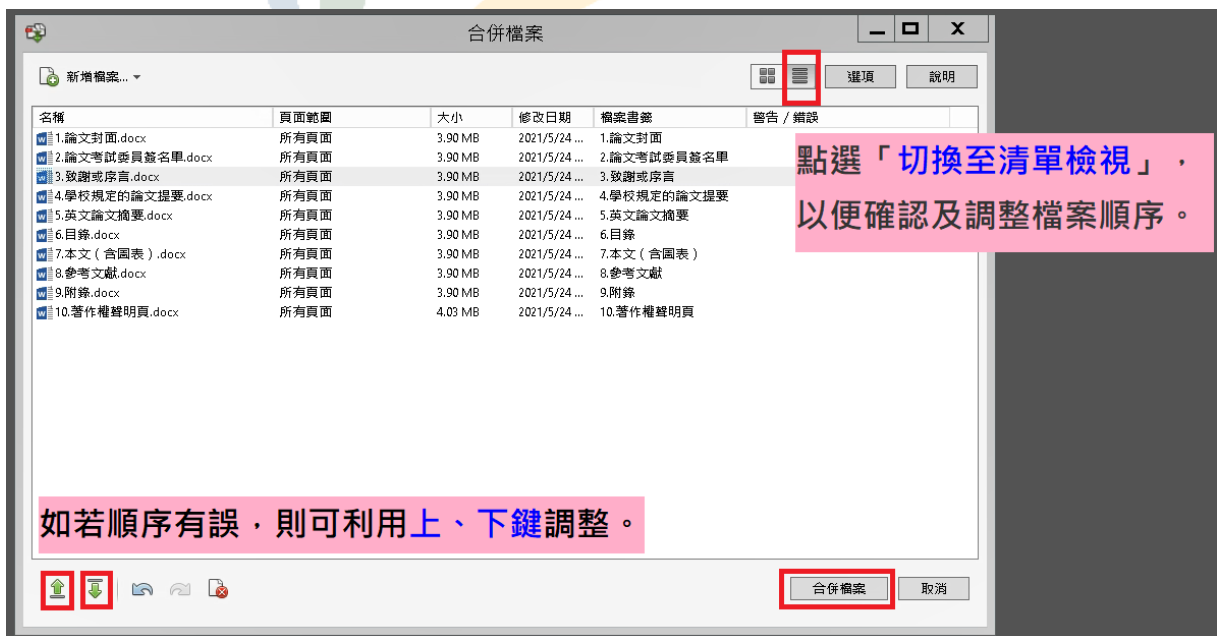 合併檔案
新增檔案...
選項
說明
名稱 頁面範圍 大小 修改日期 檔案書籤 警告 / 錯誤
1.論文封面.docx 所有頁面 3.90 MB 2021/5/24 ... 1.論文封面
2.論文考試委員簽名單.docx 所有頁面 3.90 MB 2021/5/24 ... 2.論文考試委員簽名單
3.致謝或序言.docx 所有頁面 3.90 MB 2021/5/24 ... 3.致謝或序言
4.學校規定的論文提要.docx 所有頁面 3.90 MB 2021/5/24 ... 4.學校規定的論文提要
5.英文論文摘要.docx 所有頁面 3.90 MB 2021/5/24 ... 5.英文論文摘要
6.目錄.docx 所有頁面 3.90 MB 2021/5/24 ... 6.目錄
7.本文（含圖表）.docx 所有頁面 3.90 MB 2021/5/24 ... 7.本文（含圖表）
8.參考文獻.docx 所有頁面 3.90 MB 2021/5/24 ... 8.參考文獻
9.附錄.docx 所有頁面 3.90 MB 2021/5/24 ... 9.附錄
10.著作權聲明頁.docx 所有頁面 4.03 MB 2021/5/24 ... 10.著作權聲明頁
點選「切換至清單檢視」，
以便確認及調整檔案順序。
如若順序有誤，則可利用上、下鍵調整。
合併檔案
取消